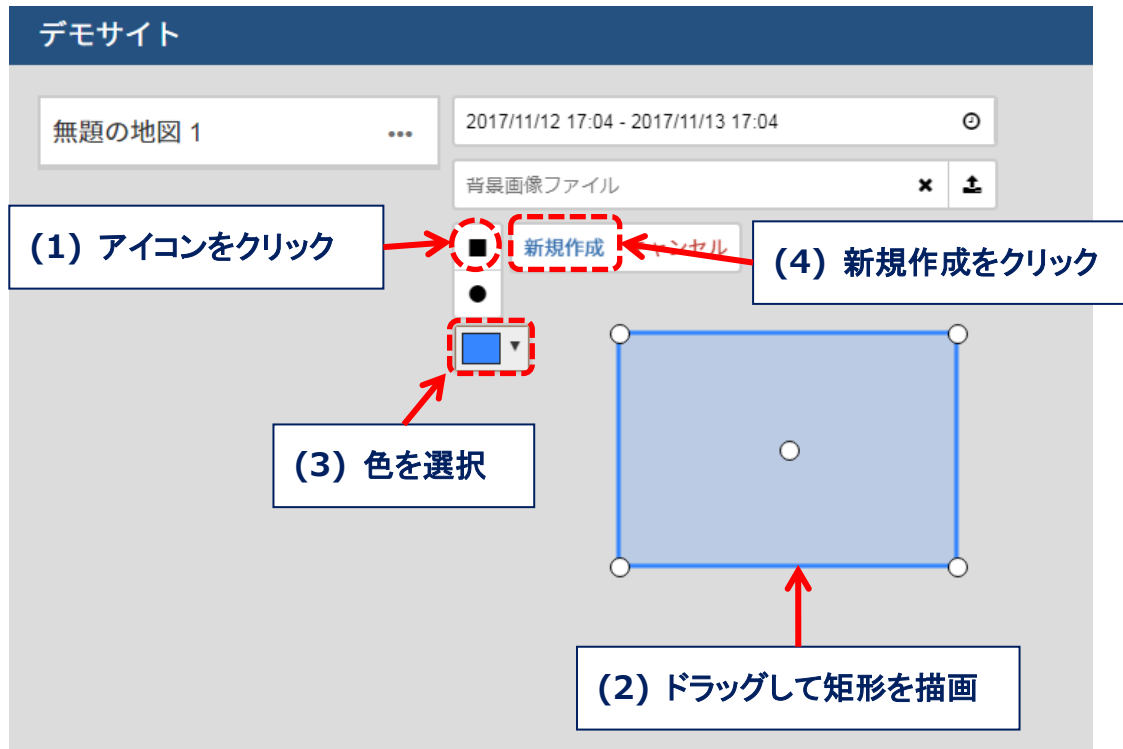 デモサイト
無題の地図 1
2017/11/12 17:04 - 2017/11/13 17:04
背景画像ファイル
(1) アイコンをクリック
新規作成
ャンセル
(4) 新規作成をクリック
(3) 色を選択
(2) ドラッグして矩形を描画